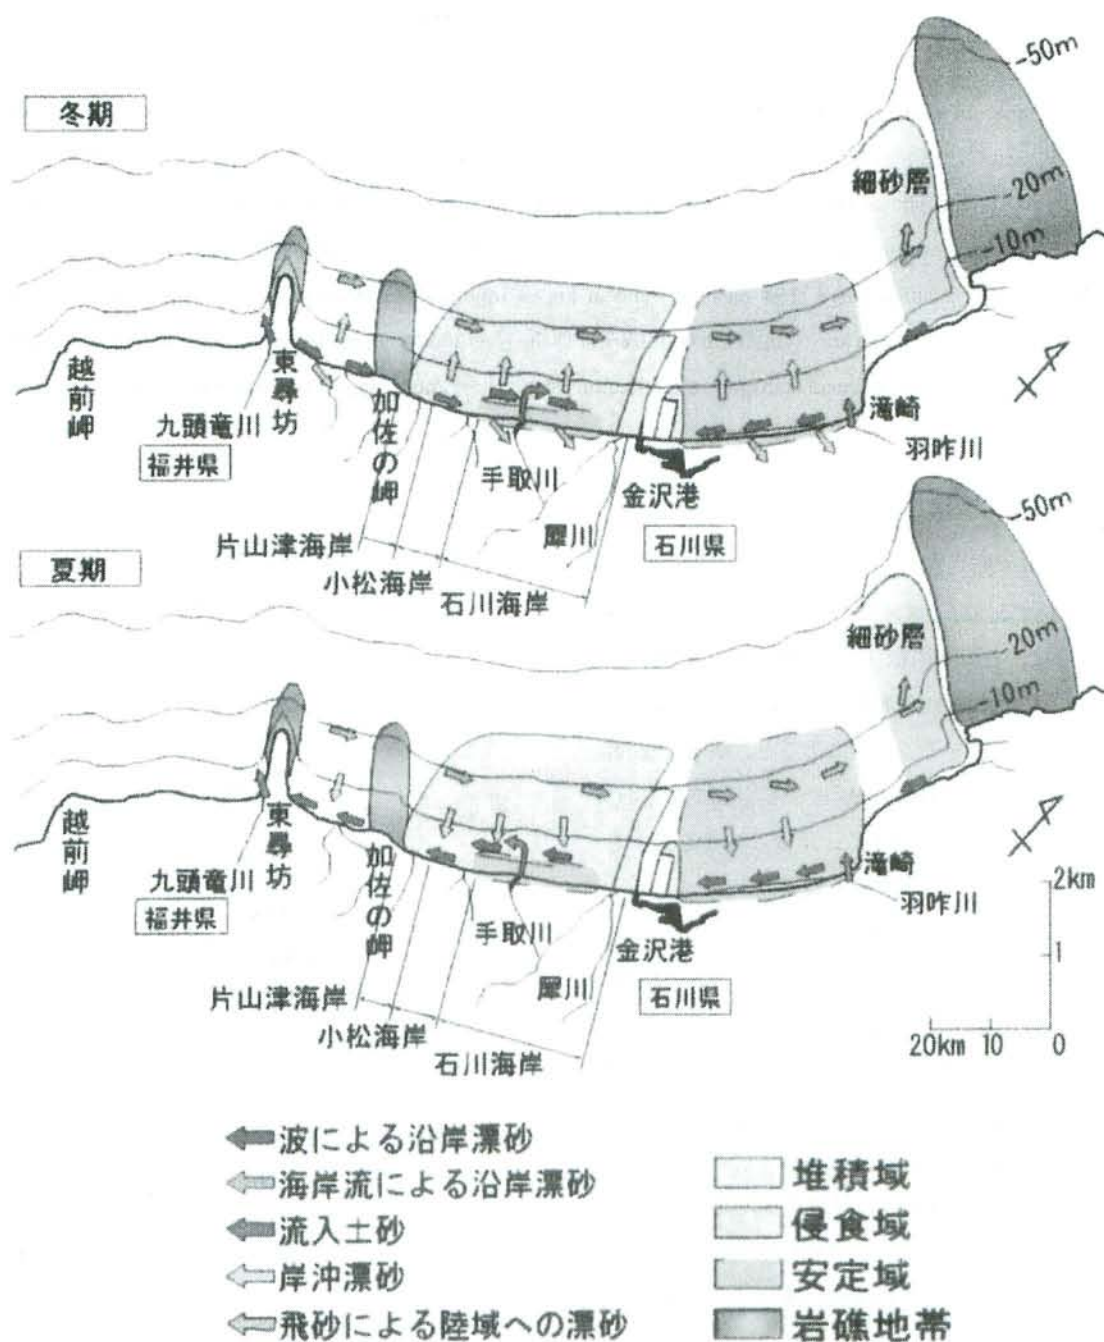 冬期
-50m
細砂層
-20m
-10m
越前岬
東尋坊
加佐の岬
九頭竜川
福井県
手取川
犀川
金沢港
石川県
滝崎
羽咋川
片山津海岸
小松海岸
石川海岸
夏期
-50m
細砂層
-20m
-10m
越前岬
東尋坊
加佐の岬
九頭竜川
福井県
手取川
犀川
金沢港
石川県
滝崎
羽咋川
片山津海岸
小松海岸
石川海岸
2km
1
20km 10 0
波による沿岸漂砂
海岸流による沿岸漂砂
流入土砂
岸沖漂砂
飛砂による陸域への漂砂
堆積域
侵食域
安定域
岩礁地帯